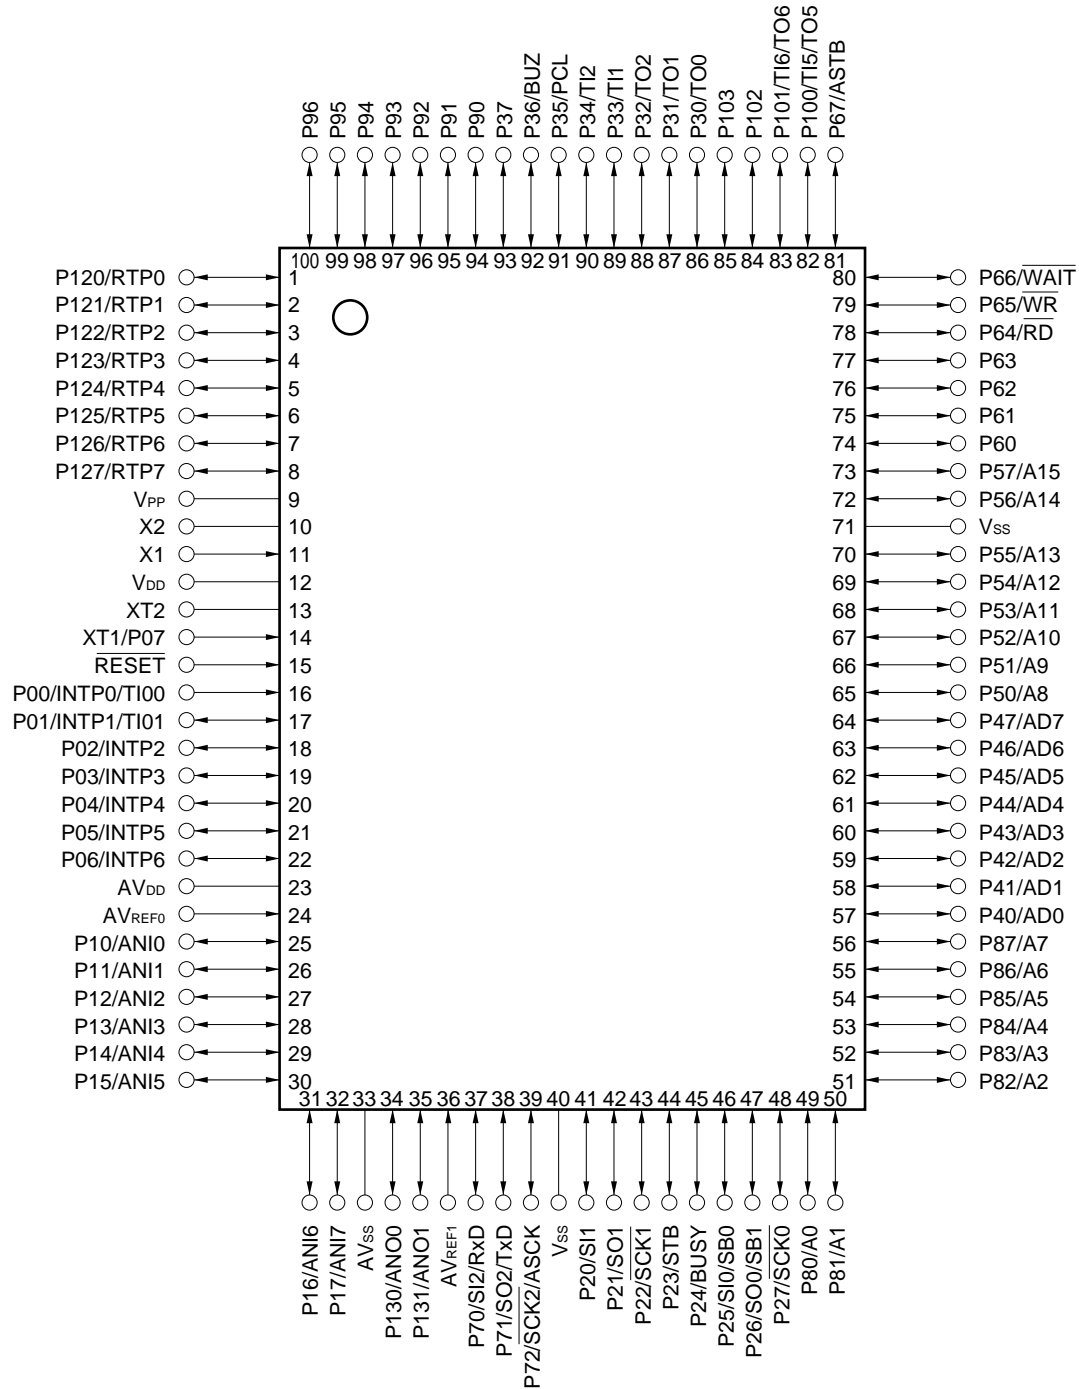 P96
P95
P94
P93
P92
P91
P90
P37
P36/BUZ
P35/PCL
P34/TI2
P33/TI1
P32/TO2
P31/TO1
P30/TO0
P103
P102
P101/TI6/TO6
P100/TI5/TO5
P67/ASTB
100 99 98 97 96 95 94 93 92 91 90 89 88 87 86 85 84 83 82 81
P120/RTP0 1 80 P66/WAIT
P121/RTP1 2 79 P65/WR
P122/RTP2 3 78 P64/RD
P123/RTP3 4 77 P63
P124/RTP4 5 76 P62
P125/RTP5 6 75 P61
P126/RTP6 7 74 P60
P127/RTP7 8 73 P57/A15
VPP 9 72 P56/A14
X2 10 71 VSS
X1 11 70 P55/A13
VDD 12 69 P54/A12
XT2 13 68 P53/A11
XT1/P07 14 67 P52/A10
RESET 15 66 P51/A9
P00/INTP0/TI00 16 65 P50/A8
P01/INTP1/TI01 17 64 P47/AD7
P02/INTP2 18 63 P46/AD6
P03/INTP3 19 62 P45/AD5
P04/INTP4 20 61 P44/AD4
P05/INTP5 21 60 P43/AD3
P06/INTP6 22 59 P42/AD2
AVDD 23 58 P41/AD1
AVREF0 24 57 P40/AD0
P10/ANI0 25 56 P87/A7
P11/ANI1 26 55 P86/A6
P12/ANI2 27 54 P85/A5
P13/ANI3 28 53 P84/A4
P14/ANI4 29 52 P83/A3
P15/ANI5 30 51 P82/A2
31 32 33 34 35 36 37 38 39 40 41 42 43 44 45 46 47 48 49 50
P16/ANI6
P17/ANI7
AVSS
P130/ANO0
P131/ANO1
AVREF1
P70/SI2/RxD
P71/SO2/TxD
P72/SCK2/ASCK
VSS
P20/SI1
P21/SO1
P22/SCK1
P23/STB
P24/BUSY
P25/SI0/SB0
P26/SO0/SB1
P27/SCK0
P80/A0
P81/A1